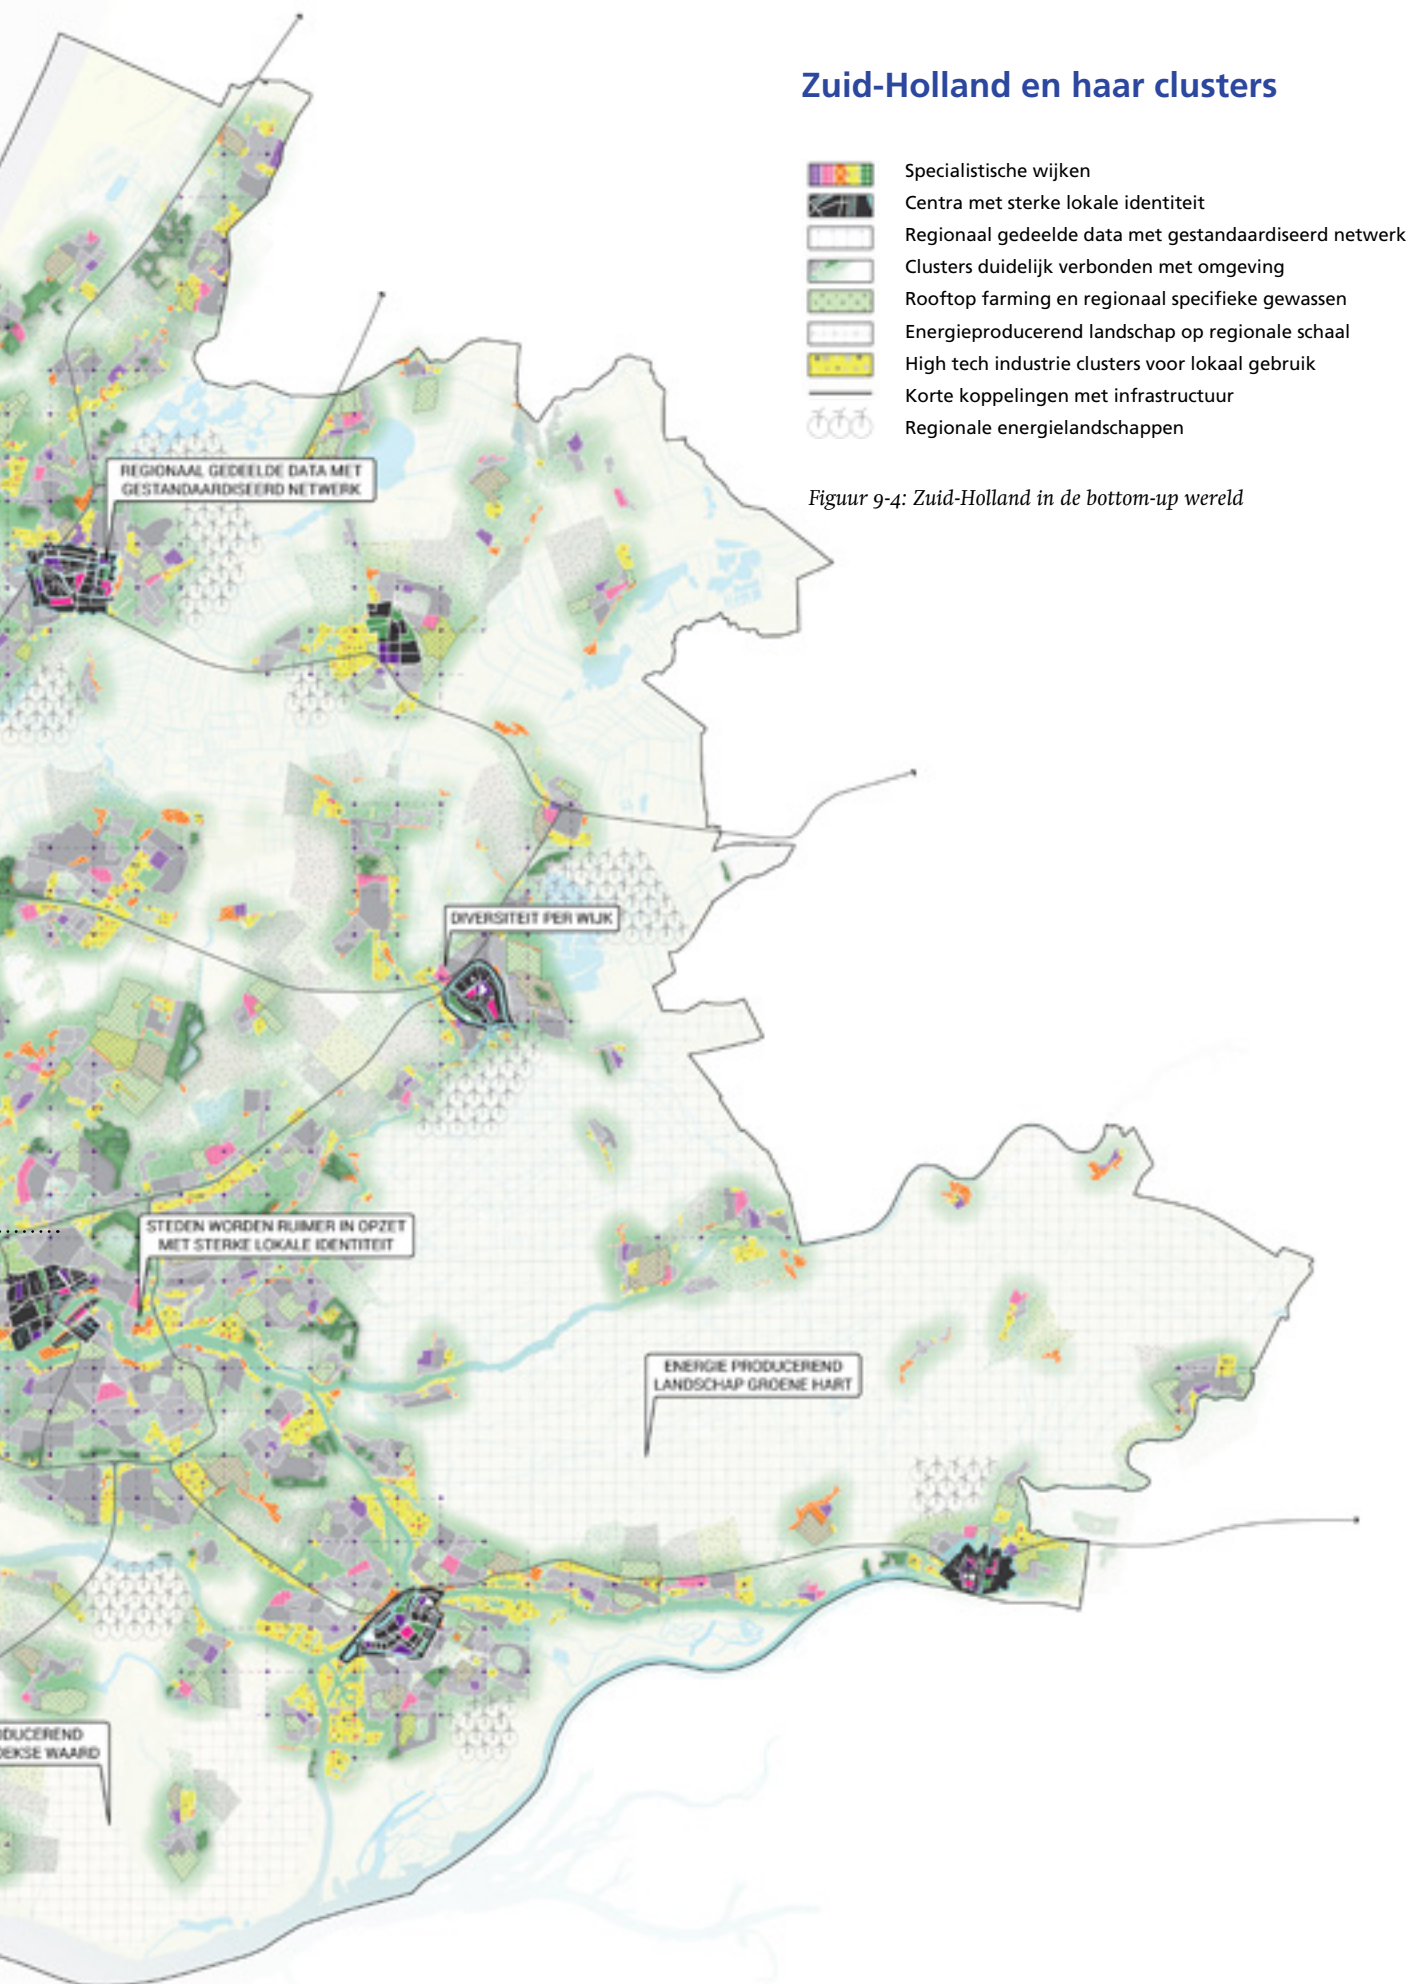 Zuid-Holland en haar clusters
Specialistische wijken
Centra met sterke lokale identiteit
Regionaal gedeelde data met gestandaardiseerd netwerk
Clusters duidelijk verbonden met omgeving
Rooftop farming en regionaal specifieke gewassen
Energieproducerend landschap op regionale schaal
High tech industrie clusters voor lokaal gebruik
Korte koppelingen met infrastructuur
Regionale energielandschappen
Figuur 9-4: Zuid-Holland in de bottom-up wereld
REGIONAAL GEDEELDE DATA MET
GESTANDAARDISEERD NETWERK
DIVERSITEIT PER WIJK
STEDEN WORDEN RUIMER IN OPZET
MET STERKE LOKALE IDENTITEIT
ENERGIE PRODUCEREND
LANDSCHAP GROENE HART
ODUCEREND
OEKSE WAARD